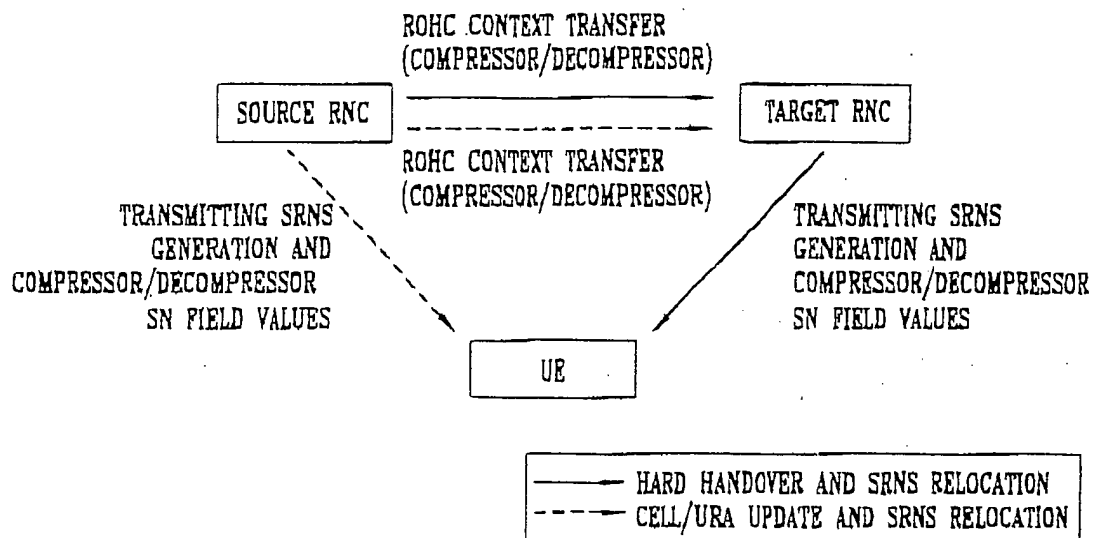 ROHC CONTEXT TRANSFER
(COMPRESSOR/DECOMPRESSOR)
SOURCE RNC
TARGET RNC
ROHC CONTEXT TRANSFER
(COMPRESSOR/DECOMPRESSOR)
TRANSMITTING SRNS
GENERATION AND
COMPRESSOR/DECOMPRESSOR
SN FIELD VALUES
TRANSMITTING SRNS
GENERATION AND
COMPRESSOR/DECOMPRESSOR
SN FIELD VALUES
UE
HARD HANDOVER AND SRNS RELOCATION
CELL/URA UPDATE AND SRNS RELOCATION